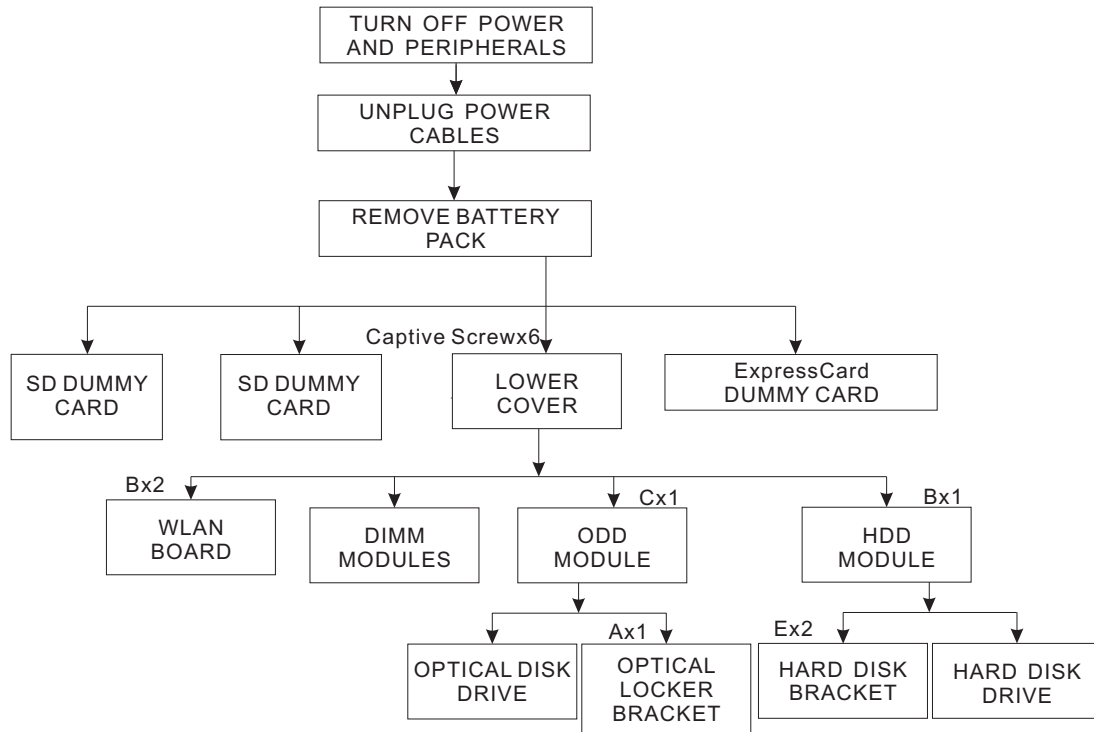 TURN OFF POWER
AND PERIPHERALS
UNPLUG POWER
CABLES
REMOVE BATTERY
PACK
Captive Screwx6
SD DUMMY
CARD
SD DUMMY
CARD
LOWER
COVER
ExpressCard
DUMMY CARD
Bx2
WLAN
BOARD
DIMM
MODULES
Cx1
ODD
MODULE
Bx1
HDD
MODULE
OPTICAL DISK
DRIVE
Ax1
OPTICAL
LOCKER
BRACKET
Ex2
HARD DISK
BRACKET
HARD DISK
DRIVE